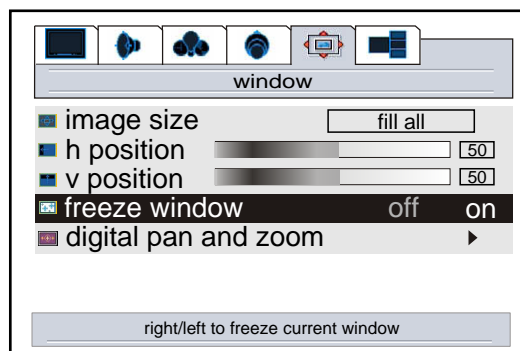 window
image size fill all
h position 50
v position 50
freeze window off on
digital pan and zoom
right/left to freeze current window